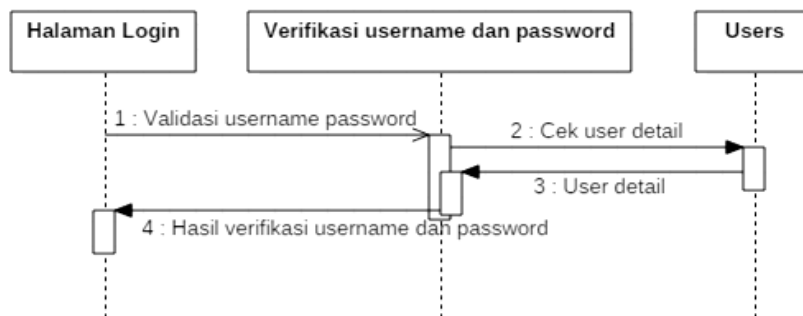 Halaman Login
Verifikasi username dan password
Users
1 : Validasi username password
2 : Cek user detail
3 : User detail
4 : Hasil verifikasi username dan password